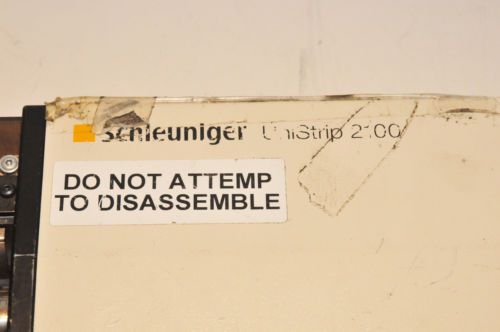 Schleuniger UniStrip 2100
DO NOT ATTEMP
TO DISASSEMBLE